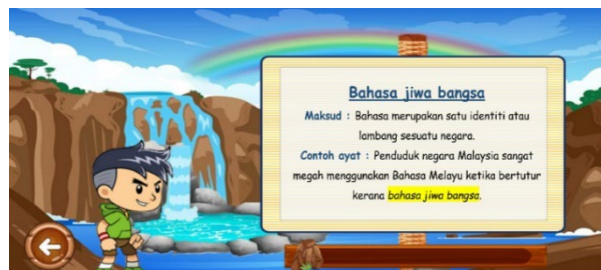 Bahasa jiwa bangsa
Maksud : Bahasa merupakan satu identiti atau
lambang sesuatu negara.
Contoh ayat : Penduduk negara Malaysia sangat
megah menggunakan Bahasa Melayu ketika bertutur
kerana bahasa jiwa bangsa.